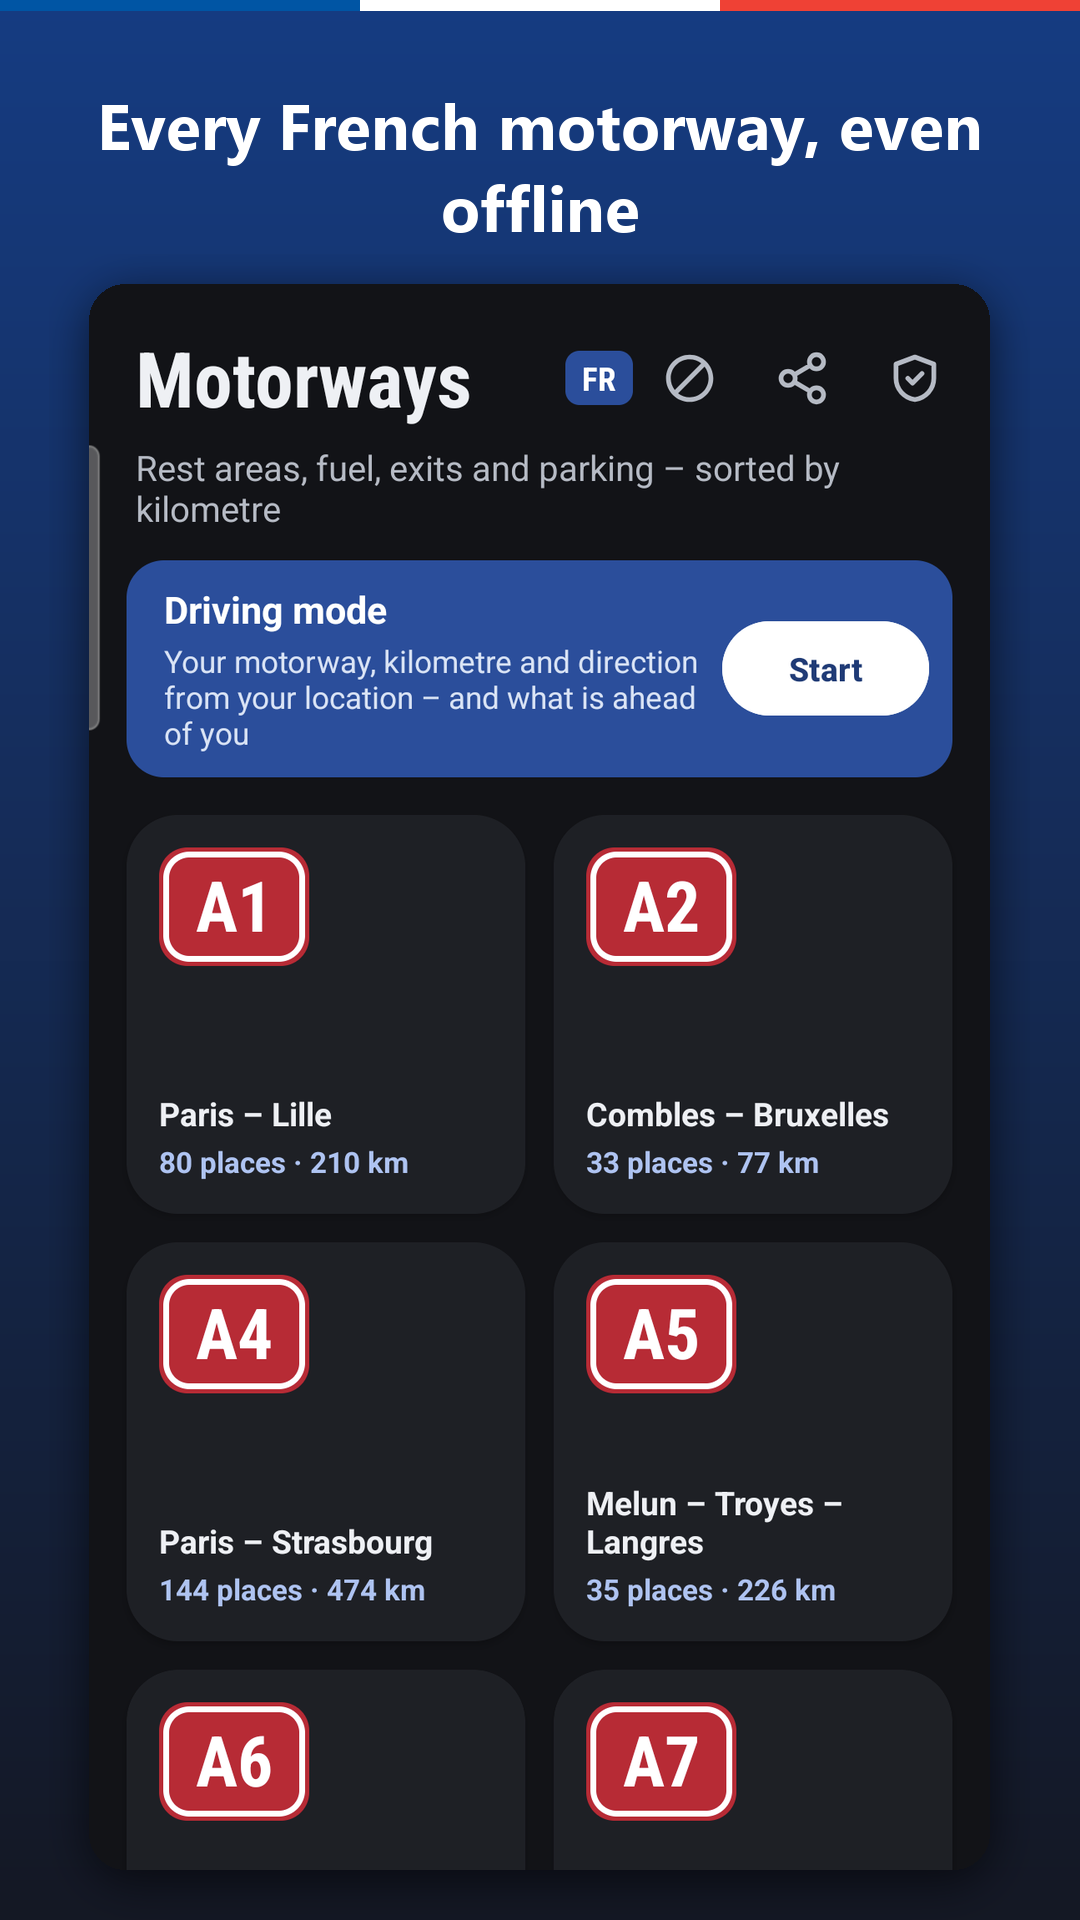 Every French motorway, even
offline
Motorways
FR
Rest areas, fuel, exits and parking – sorted by
kilometre
Driving mode
Your motorway, kilometre and direction
from your location – and what is ahead
of you
Start
A1
Paris – Lille
80 places · 210 km
A2
Combles – Bruxelles
33 places · 77 km
A4
Paris – Strasbourg
144 places · 474 km
A5
Melun – Troyes –
Langres
35 places · 226 km
A6
A7